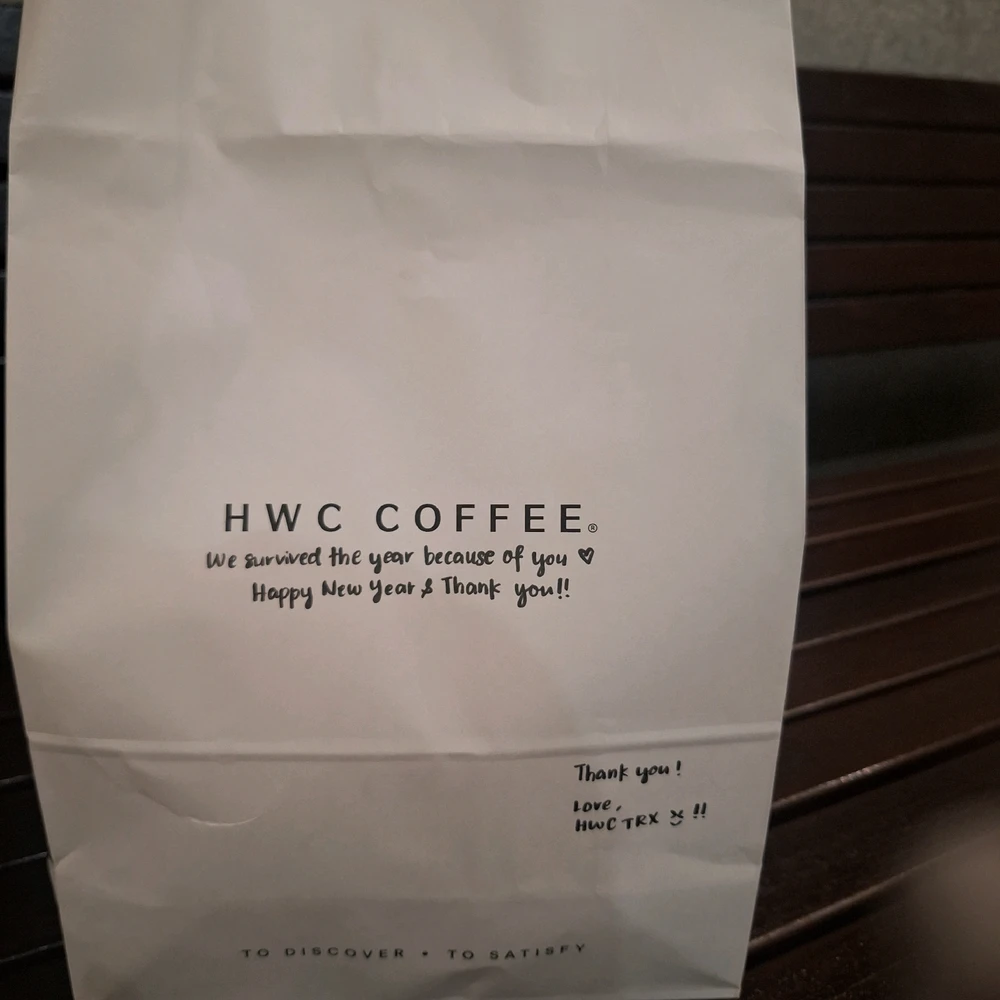 HWC COFFEE®
We survived the year because of you ♡
Happy New Year & Thank you!!
Thank you!
Love,
HWC TRX !!
TO DISCOVER • TO SATISFY